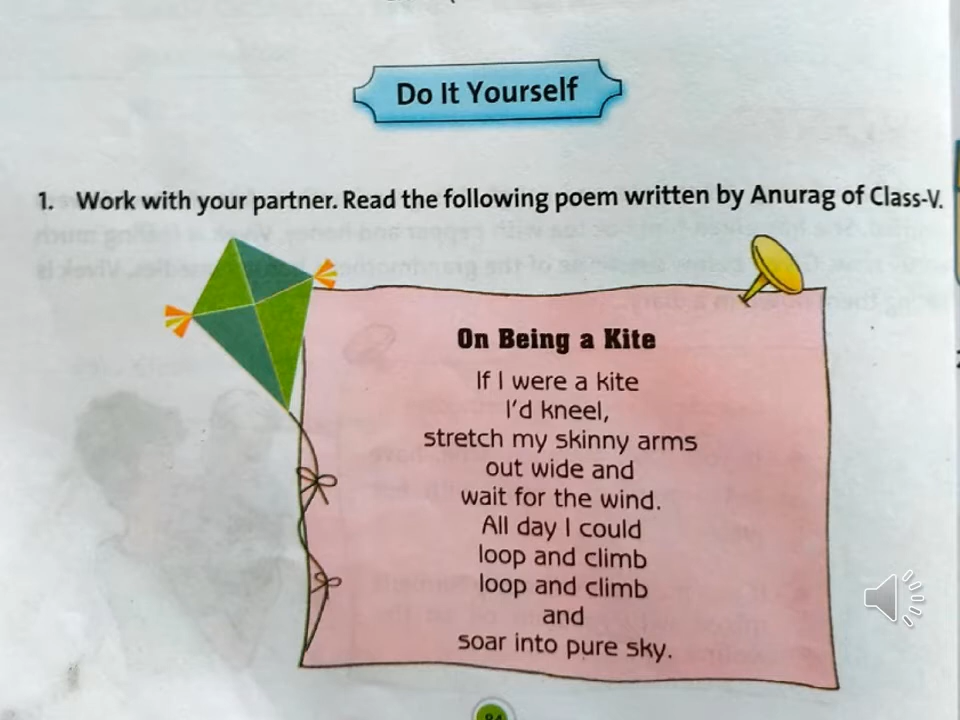 Do It Yourself
1. Work with your partner. Read the following poem written by Anurag of Class-V.
On Being a Kite
If I were a kite
I'd kneel,
stretch my skinny arms
out wide and
wait for the wind.
All day I could
loop and climb
loop and climb
and
soar into pure sky.